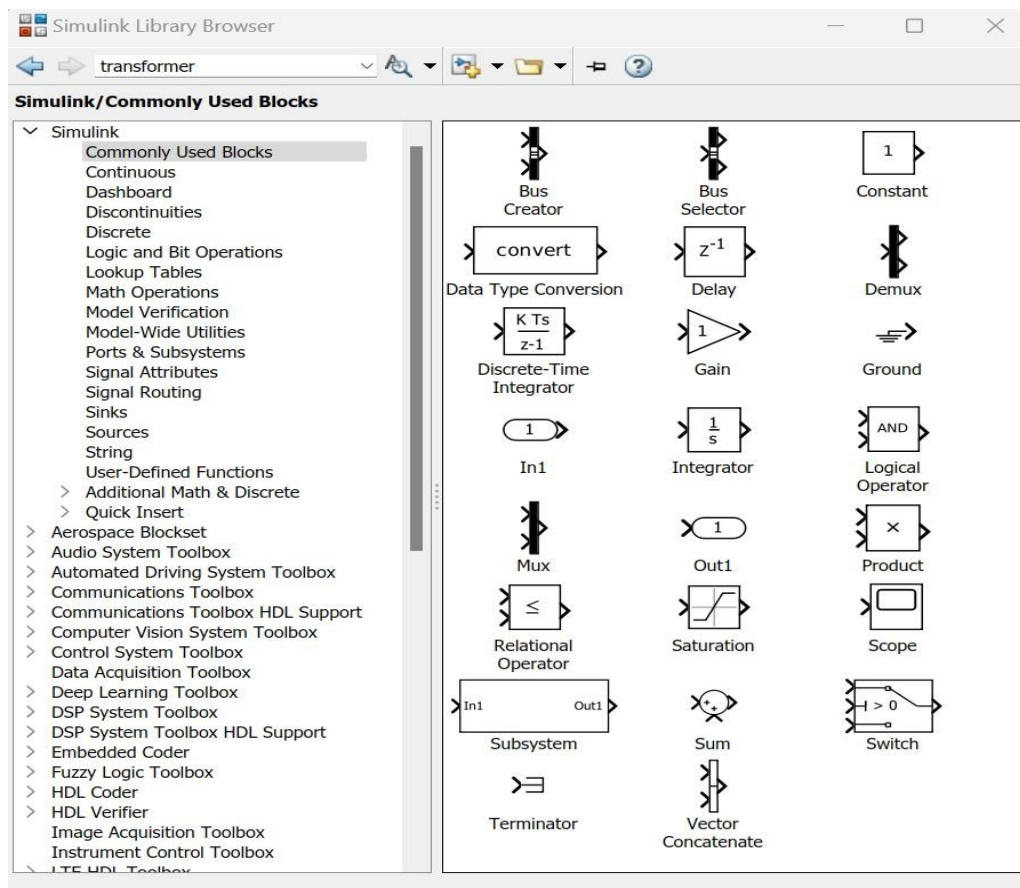 Simulink Library Browser
transformer
Simulink/Commonly Used Blocks
Simulink
Commonly Used Blocks
Continuous
Dashboard
Discontinuities
Discrete
Logic and Bit Operations
Lookup Tables
Math Operations
Model Verification
Model-Wide Utilities
Ports & Subsystems
Signal Attributes
Signal Routing
Sinks
Sources
String
User-Defined Functions
Additional Math & Discrete
Quick Insert
Aerospace Blockset
Audio System Toolbox
Automated Driving System Toolbox
Communications Toolbox
Communications Toolbox HDL Support
Computer Vision System Toolbox
Control System Toolbox
Data Acquisition Toolbox
Deep Learning Toolbox
DSP System Toolbox
DSP System Toolbox HDL Support
Embedded Coder
Fuzzy Logic Toolbox
HDL Coder
HDL Verifier
Image Acquisition Toolbox
Instrument Control Toolbox
LTE HDL Toolbox
Bus
Creator
Bus
Selector
1
Constant
convert
Data Type Conversion
z-1
Delay
Demux
K Ts
z-1
Discrete-Time
Integrator
1
Gain
Ground
1
In1
1
s
Integrator
AND
Logical
Operator
Mux
1
Out1
×
Product
≤
Relational
Operator
Saturation
Scope
In1 Out1
Subsystem
+ +
Sum
> 0
Switch
Terminator
Vector
Concatenate